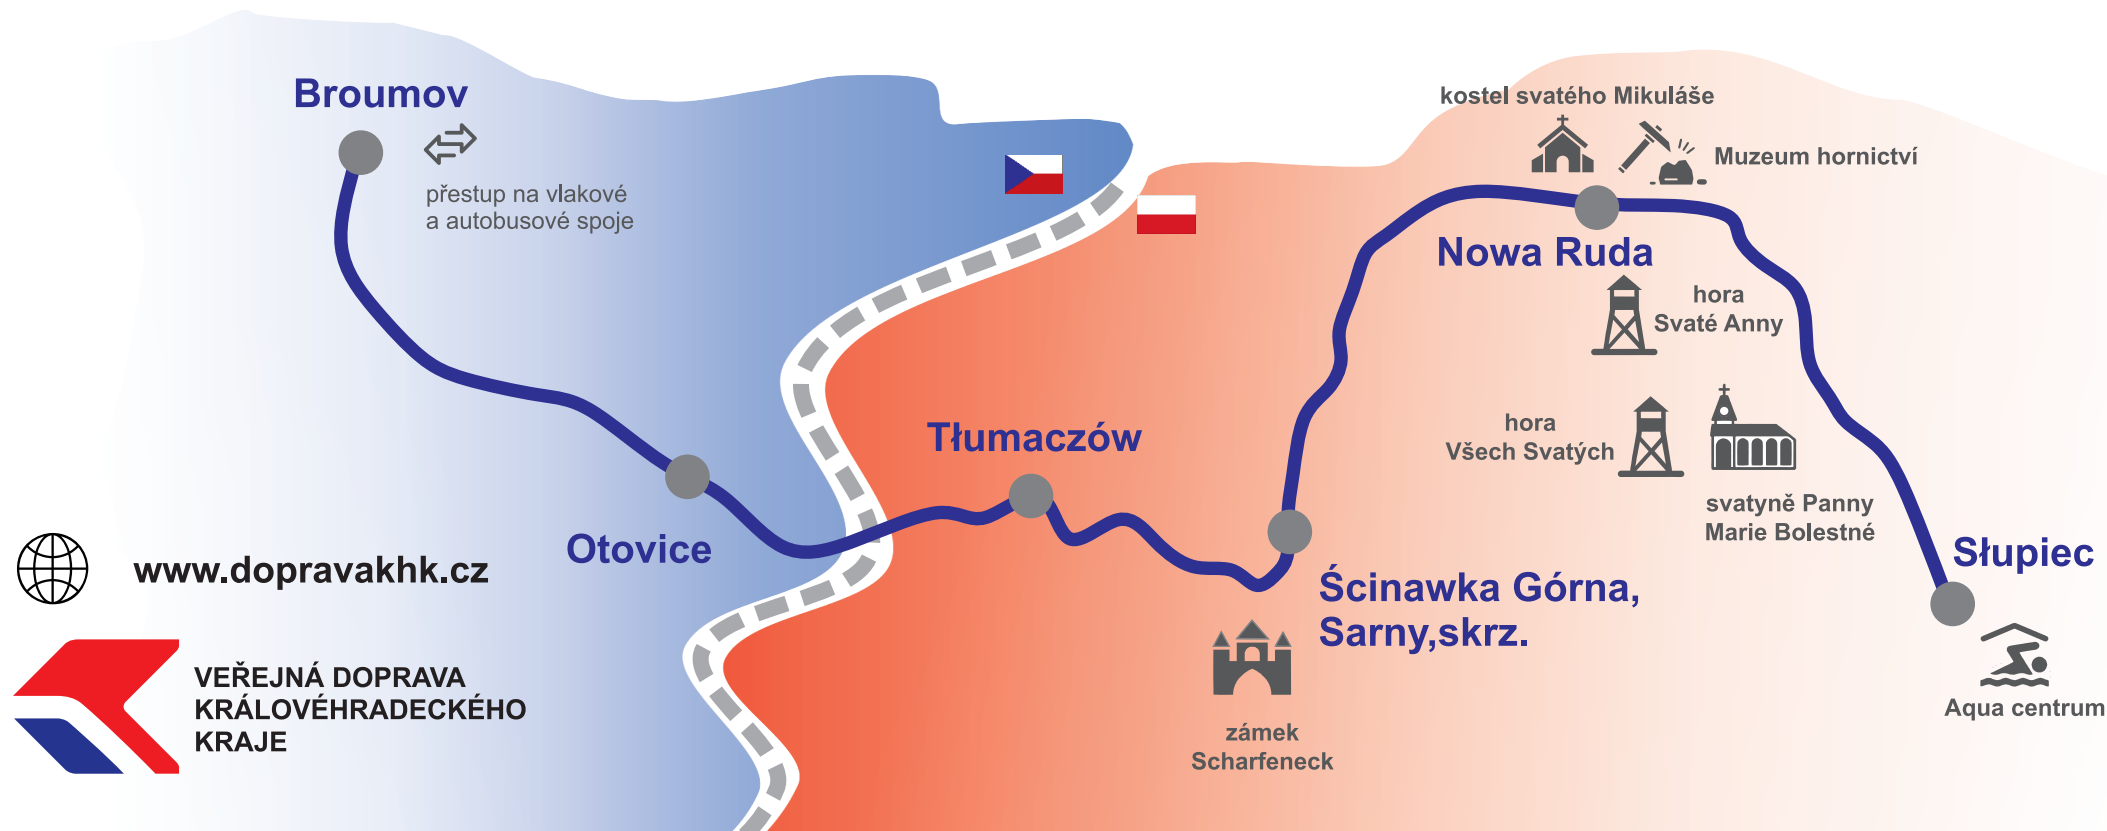 Broumov
přestup na vlakové
a autobusové spoje
Otovice
www.dopravakhk.cz
VEŘEJNÁ DOPRAVA
KRÁLOVÉHRADECKÉHO
KRAJE
Tłumaczów
Ścinawka Górna,
Sarny,skrz.
zámek
Scharfeneck
kostel svatého Mikuláše
Muzeum hornictví
Nowa Ruda
hora
Svaté Anny
hora
Všech Svatých
svatyně Panny
Marie Bolestné
Słupiec
Aqua centrum